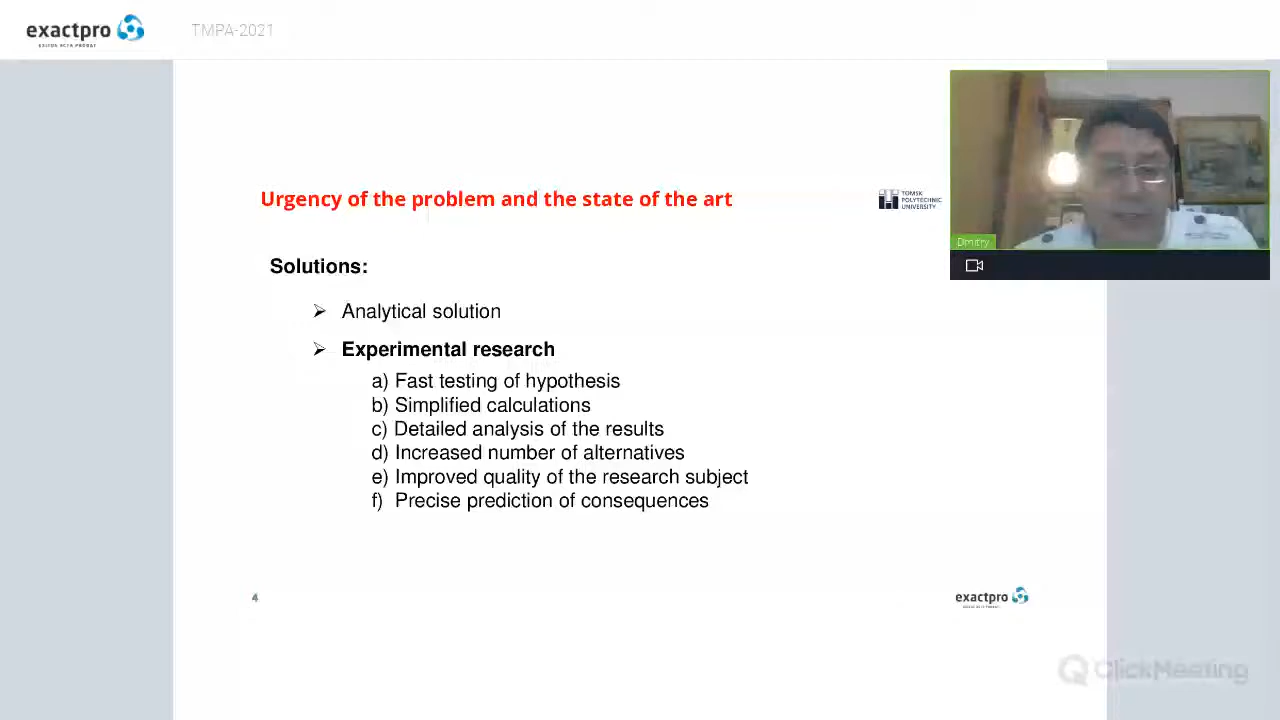 exactpro
TMPA-2021
Urgency of the problem and the state of the art
TOMSK
POLYTECHNIC
UNIVERSITY
Dmitry
Solutions:
➢ Analytical solution
➢ Experimental research
a) Fast testing of hypothesis
b) Simplified calculations
c) Detailed analysis of the results
d) Increased number of alternatives
e) Improved quality of the research subject
f) Precise prediction of consequences
4
exactpro
ClickMeeting